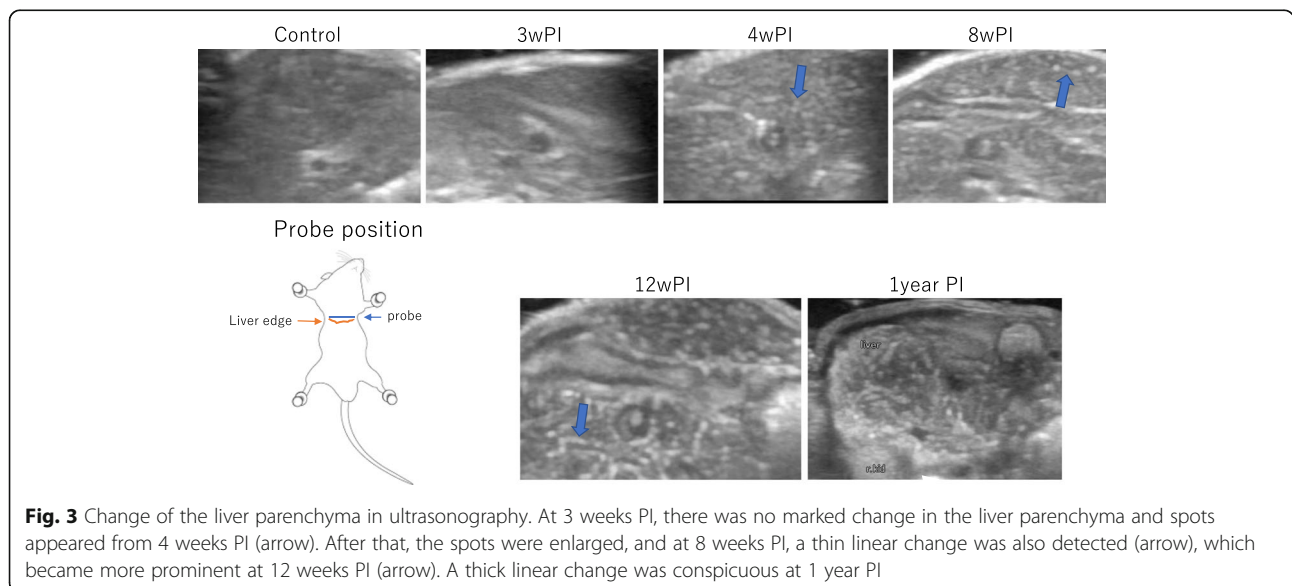 Control
3wPI
4wPI
8wPI
Probe position
Liver edge
probe
12wPI
1year PI
liver
r.kid
Fig. 3 Change of the liver parenchyma in ultrasonography. At 3 weeks PI, there was no marked change in the liver parenchyma and spots
appeared from 4 weeks PI (arrow). After that, the spots were enlarged, and at 8 weeks PI, a thin linear change was also detected (arrow), which
became more prominent at 12 weeks PI (arrow). A thick linear change was conspicuous at 1 year PI